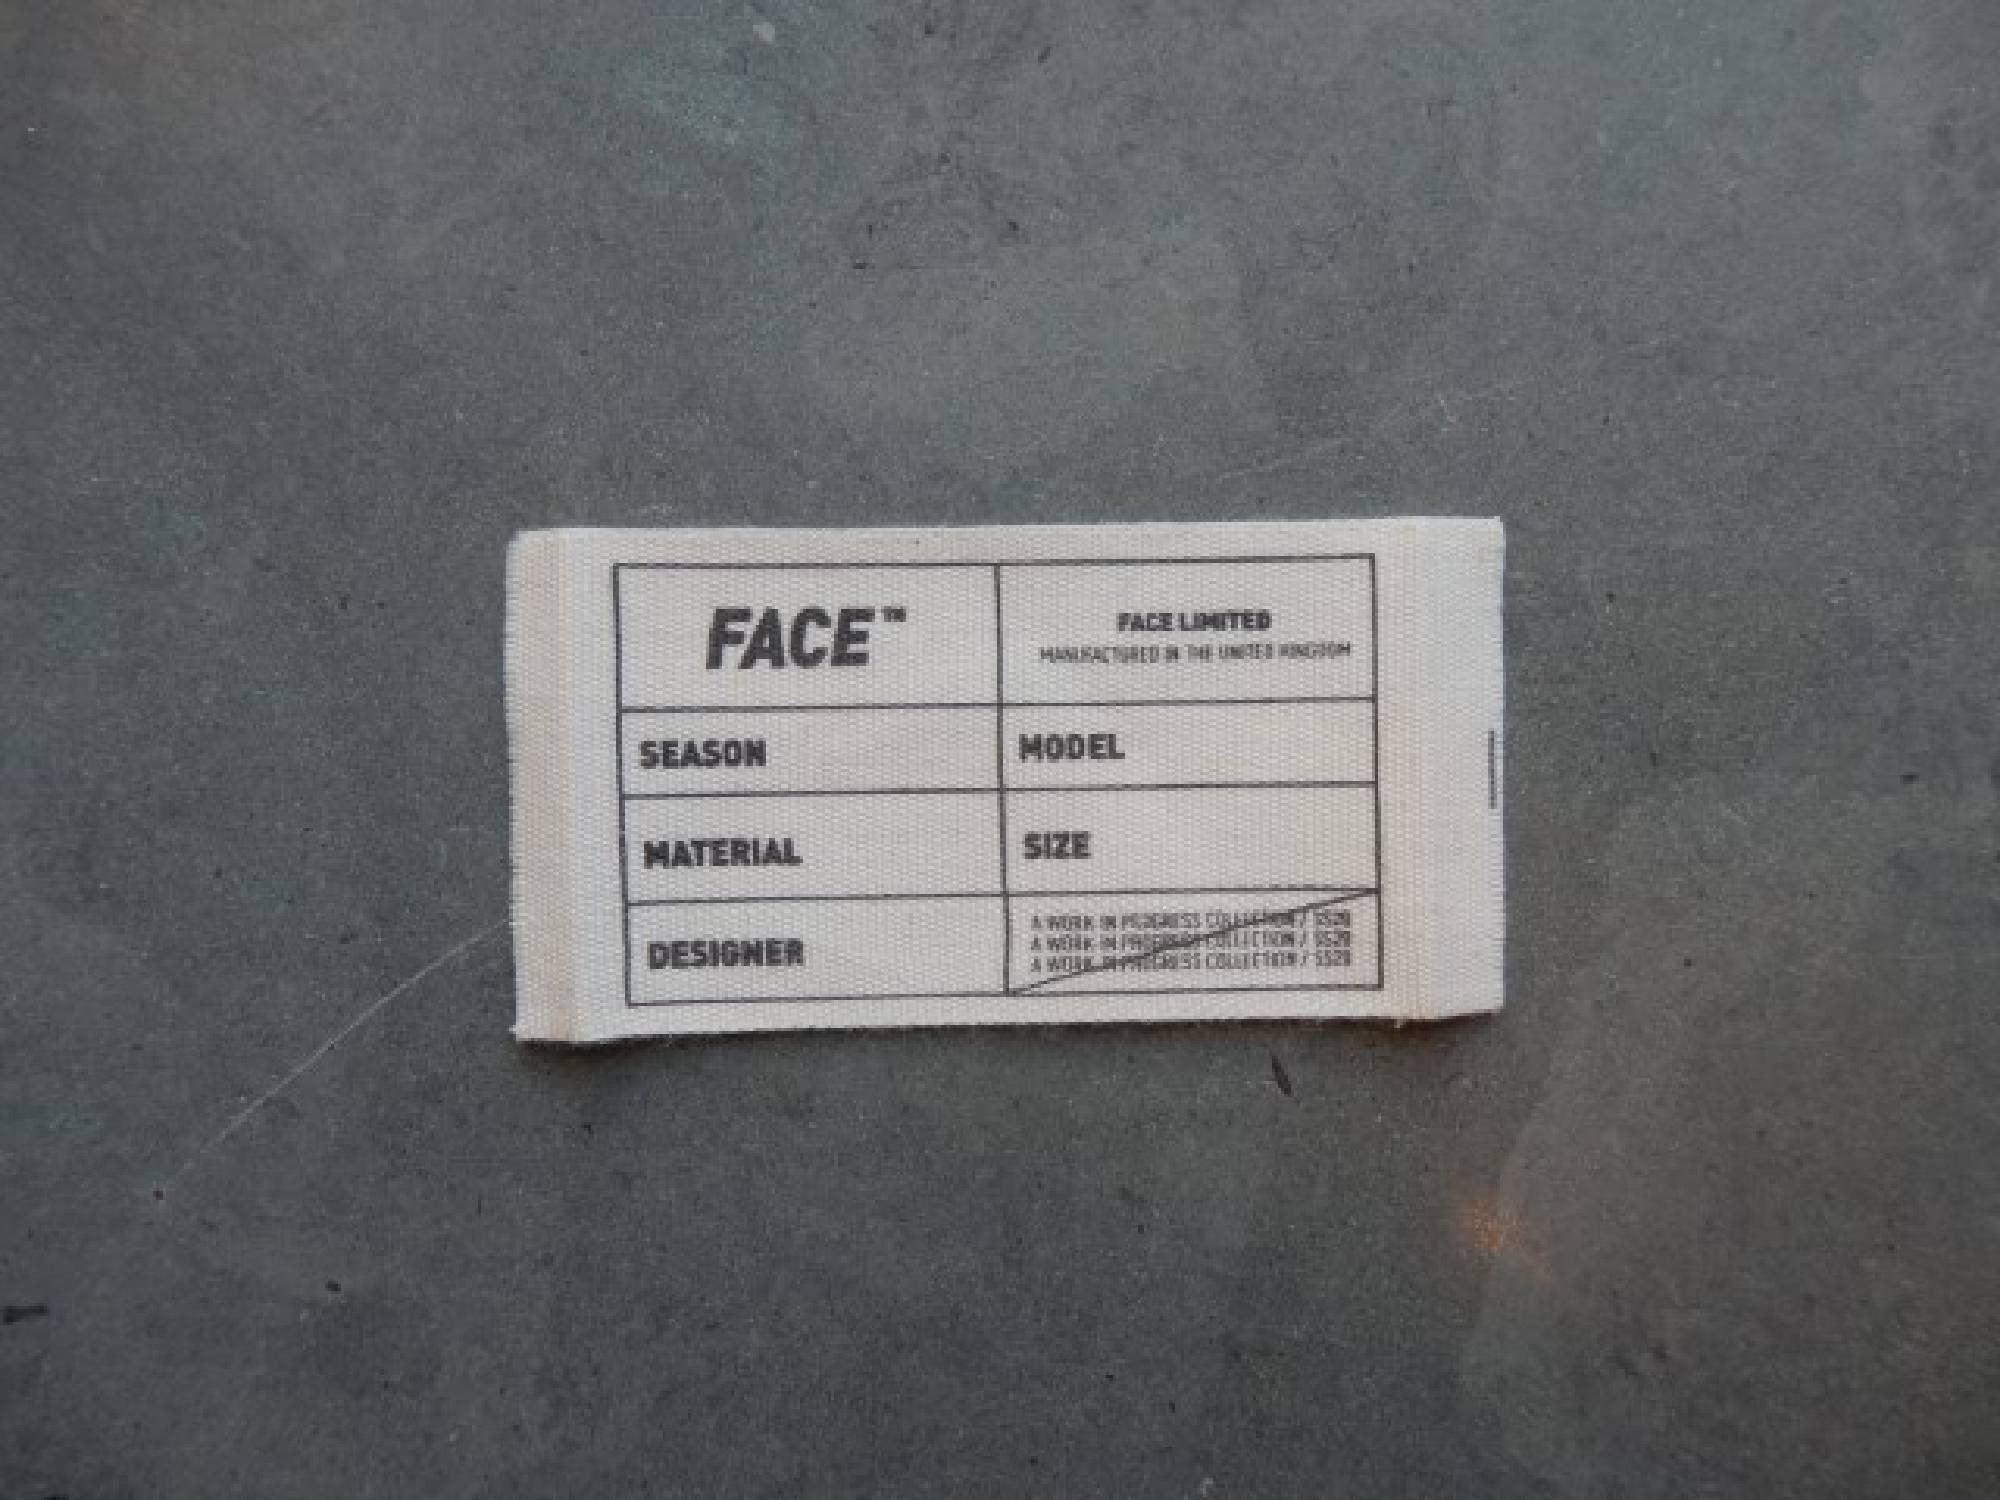 FACE™
FACE LIMITED
MANUFACTURED IN THE UNITED KINGDOM
SEASON
MODEL
MATERIAL
SIZE
DESIGNER
A WORK IN PROGRESS COLLECTION / SS20
A WORK IN PROGRESS COLLECTION / SS20
A WORK IN PROGRESS COLLECTION / SS20